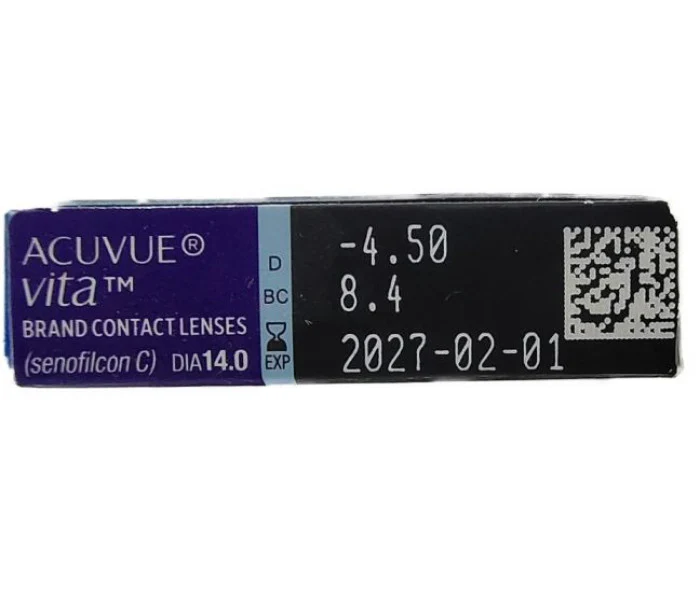 ACUVUE®
vita™
BRAND CONTACT LENSES
(senofilcon C) DIA14.0
D -4.50
BC 8.4
EXP 2027-02-01